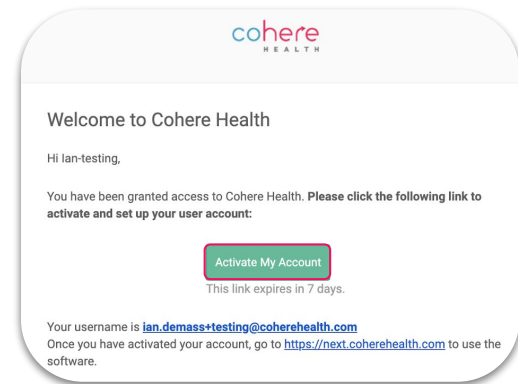 cohere
HEALTH
Welcome to Cohere Health
Hi Ian-testing,
You have been granted access to Cohere Health. Please click the following link to
activate and set up your user account:
Activate My Account
This link expires in 7 days.
Your username is ian.demass+testing@coherehealth.com
Once you have activated your account, go to https://next.coherehealth.com to use the
software.